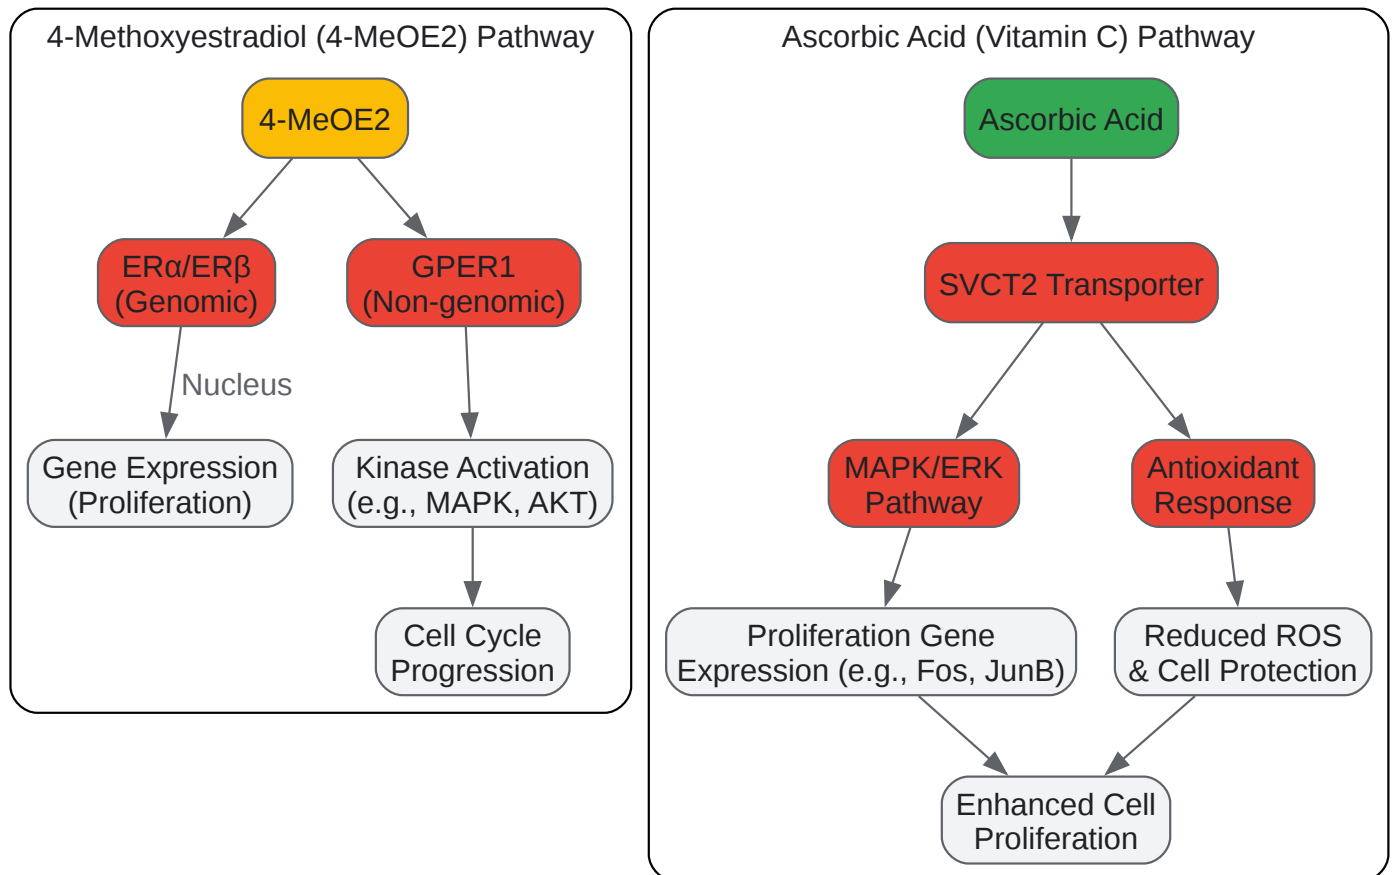 4-Methoxyestradiol (4-MeOE2) Pathway
4-MeOE2
ERα/ERβ
(Genomic)
GPER1
(Non-genomic)
Nucleus
Gene Expression
(Proliferation)
Kinase Activation
(e.g., MAPK, AKT)
Cell Cycle
Progression
Ascorbic Acid (Vitamin C) Pathway
Ascorbic Acid
SVCT2 Transporter
MAPK/ERK
Pathway
Antioxidant
Response
Proliferation Gene
Expression (e.g., Fos, JunB)
Reduced ROS
& Cell Protection
Enhanced Cell
Proliferation